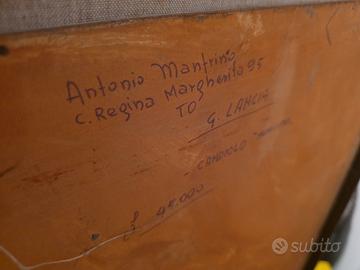 Antonio Manfrino
C. Regina Margherita 95
TO
G. LANCIA
CANDIOLO
£ 45.000
subito